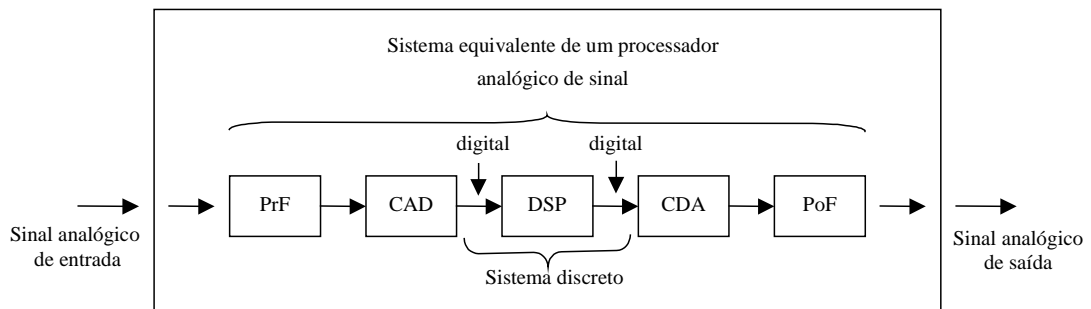 Sistema equivalente de um processador
analógico de sinal
digital
digital
PrF
CAD
DSP
CDA
PoF
Sinal analógico
de entrada
Sistema discreto
Sinal analógico
de saída